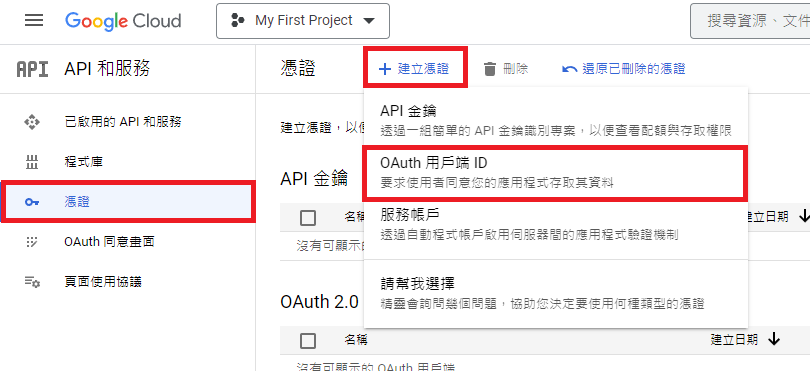 Google Cloud
My First Project
搜尋資源、文件
API
API 和服務
憑證
建立憑證
刪除
還原已刪除的憑證
已啟用的 API 和服務
程式庫
憑證
OAuth 同意畫面
頁面使用協議
建立憑證，以便
API 金鑰
透過一組簡單的 API 金鑰識別專案，以便查看配額與存取權限
OAuth 用戶端 ID
要求使用者同意您的應用程式存取其資料
服務帳戶
透過自動程式帳戶啟用伺服器間的應用程式驗證機制
請幫我選擇
精靈會詢問幾個問題，協助您決定要使用何種類型的憑證
API 金鑰
名稱
建立日期
沒有可顯示的
OAuth 2.0
名稱
建立日期
沒有可顯示的 OAuth 用戶端